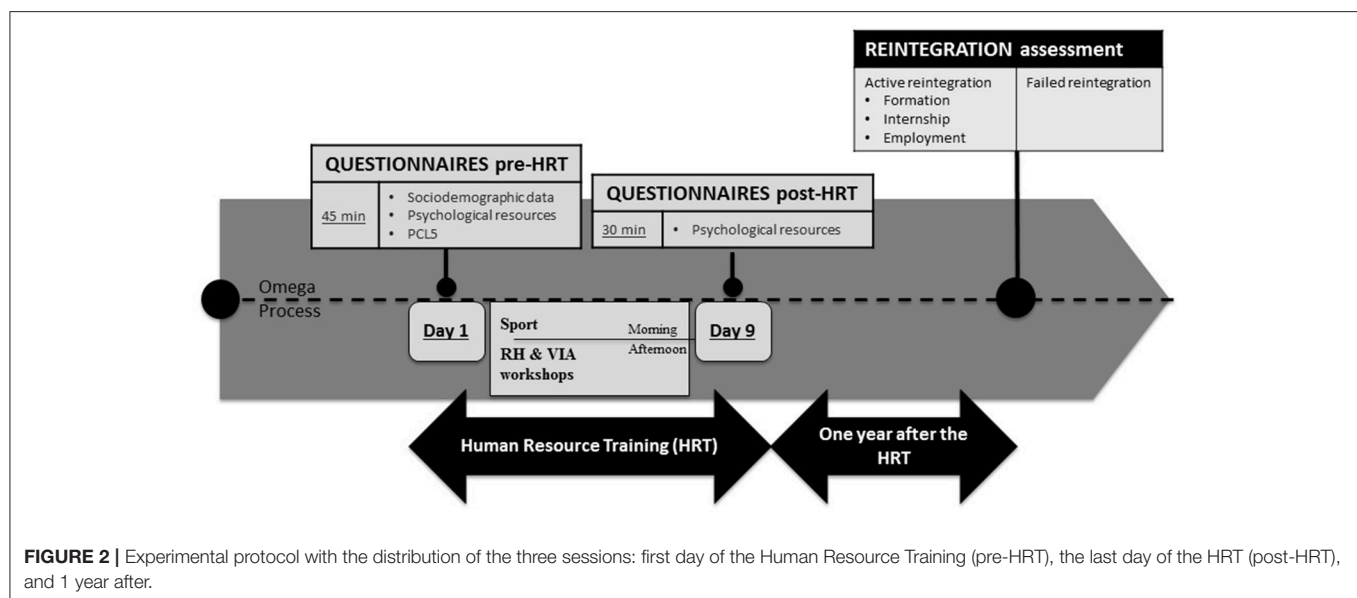 REINTEGRATION assessment
Active reintegration
• Formation
• Internship
• Employment
Failed reintegration
QUESTIONNAIRES pre-HRT
45 min
• Sociodemographic data
• Psychological resources
• PCL5
QUESTIONNAIRES post-HRT
30 min
• Psychological resources
Omega
Process
Day 1
Sport
Morning
Afternoon
RH & VIA
workshops
Day 9
Human Resource Training (HRT)
One year after the
HRT
FIGURE 2 | Experimental protocol with the distribution of the three sessions: first day of the Human Resource Training (pre-HRT), the last day of the HRT (post-HRT),
and 1 year after.